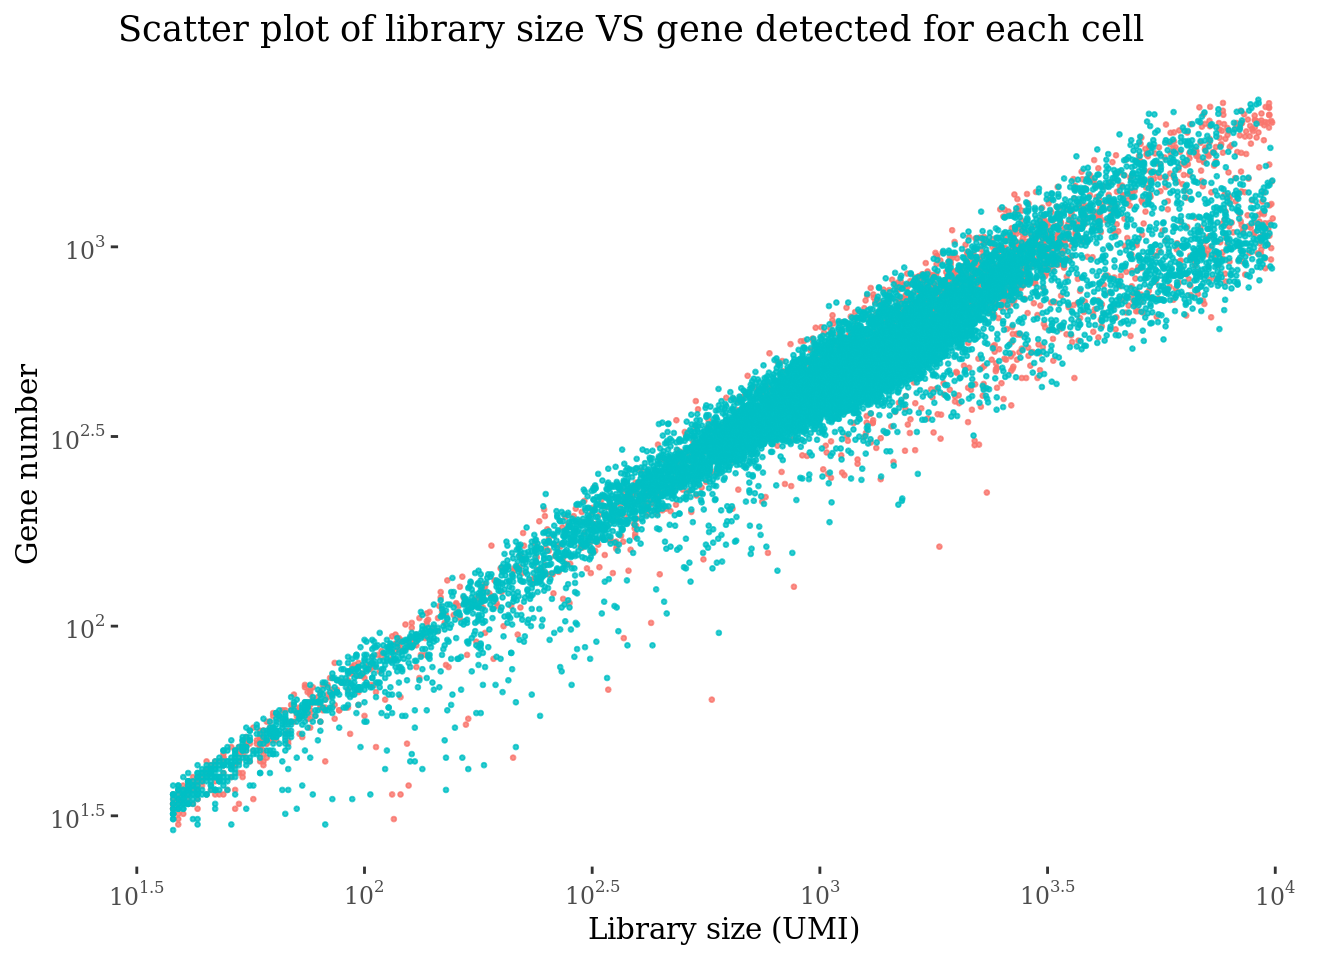 Scatter plot of library size VS gene detected for each cell
Gene number
10^3
10^2.5
10^2
10^1.5
10^1.5 10^2 10^2.5 10^3 10^3.5 10^4
Library size (UMI)